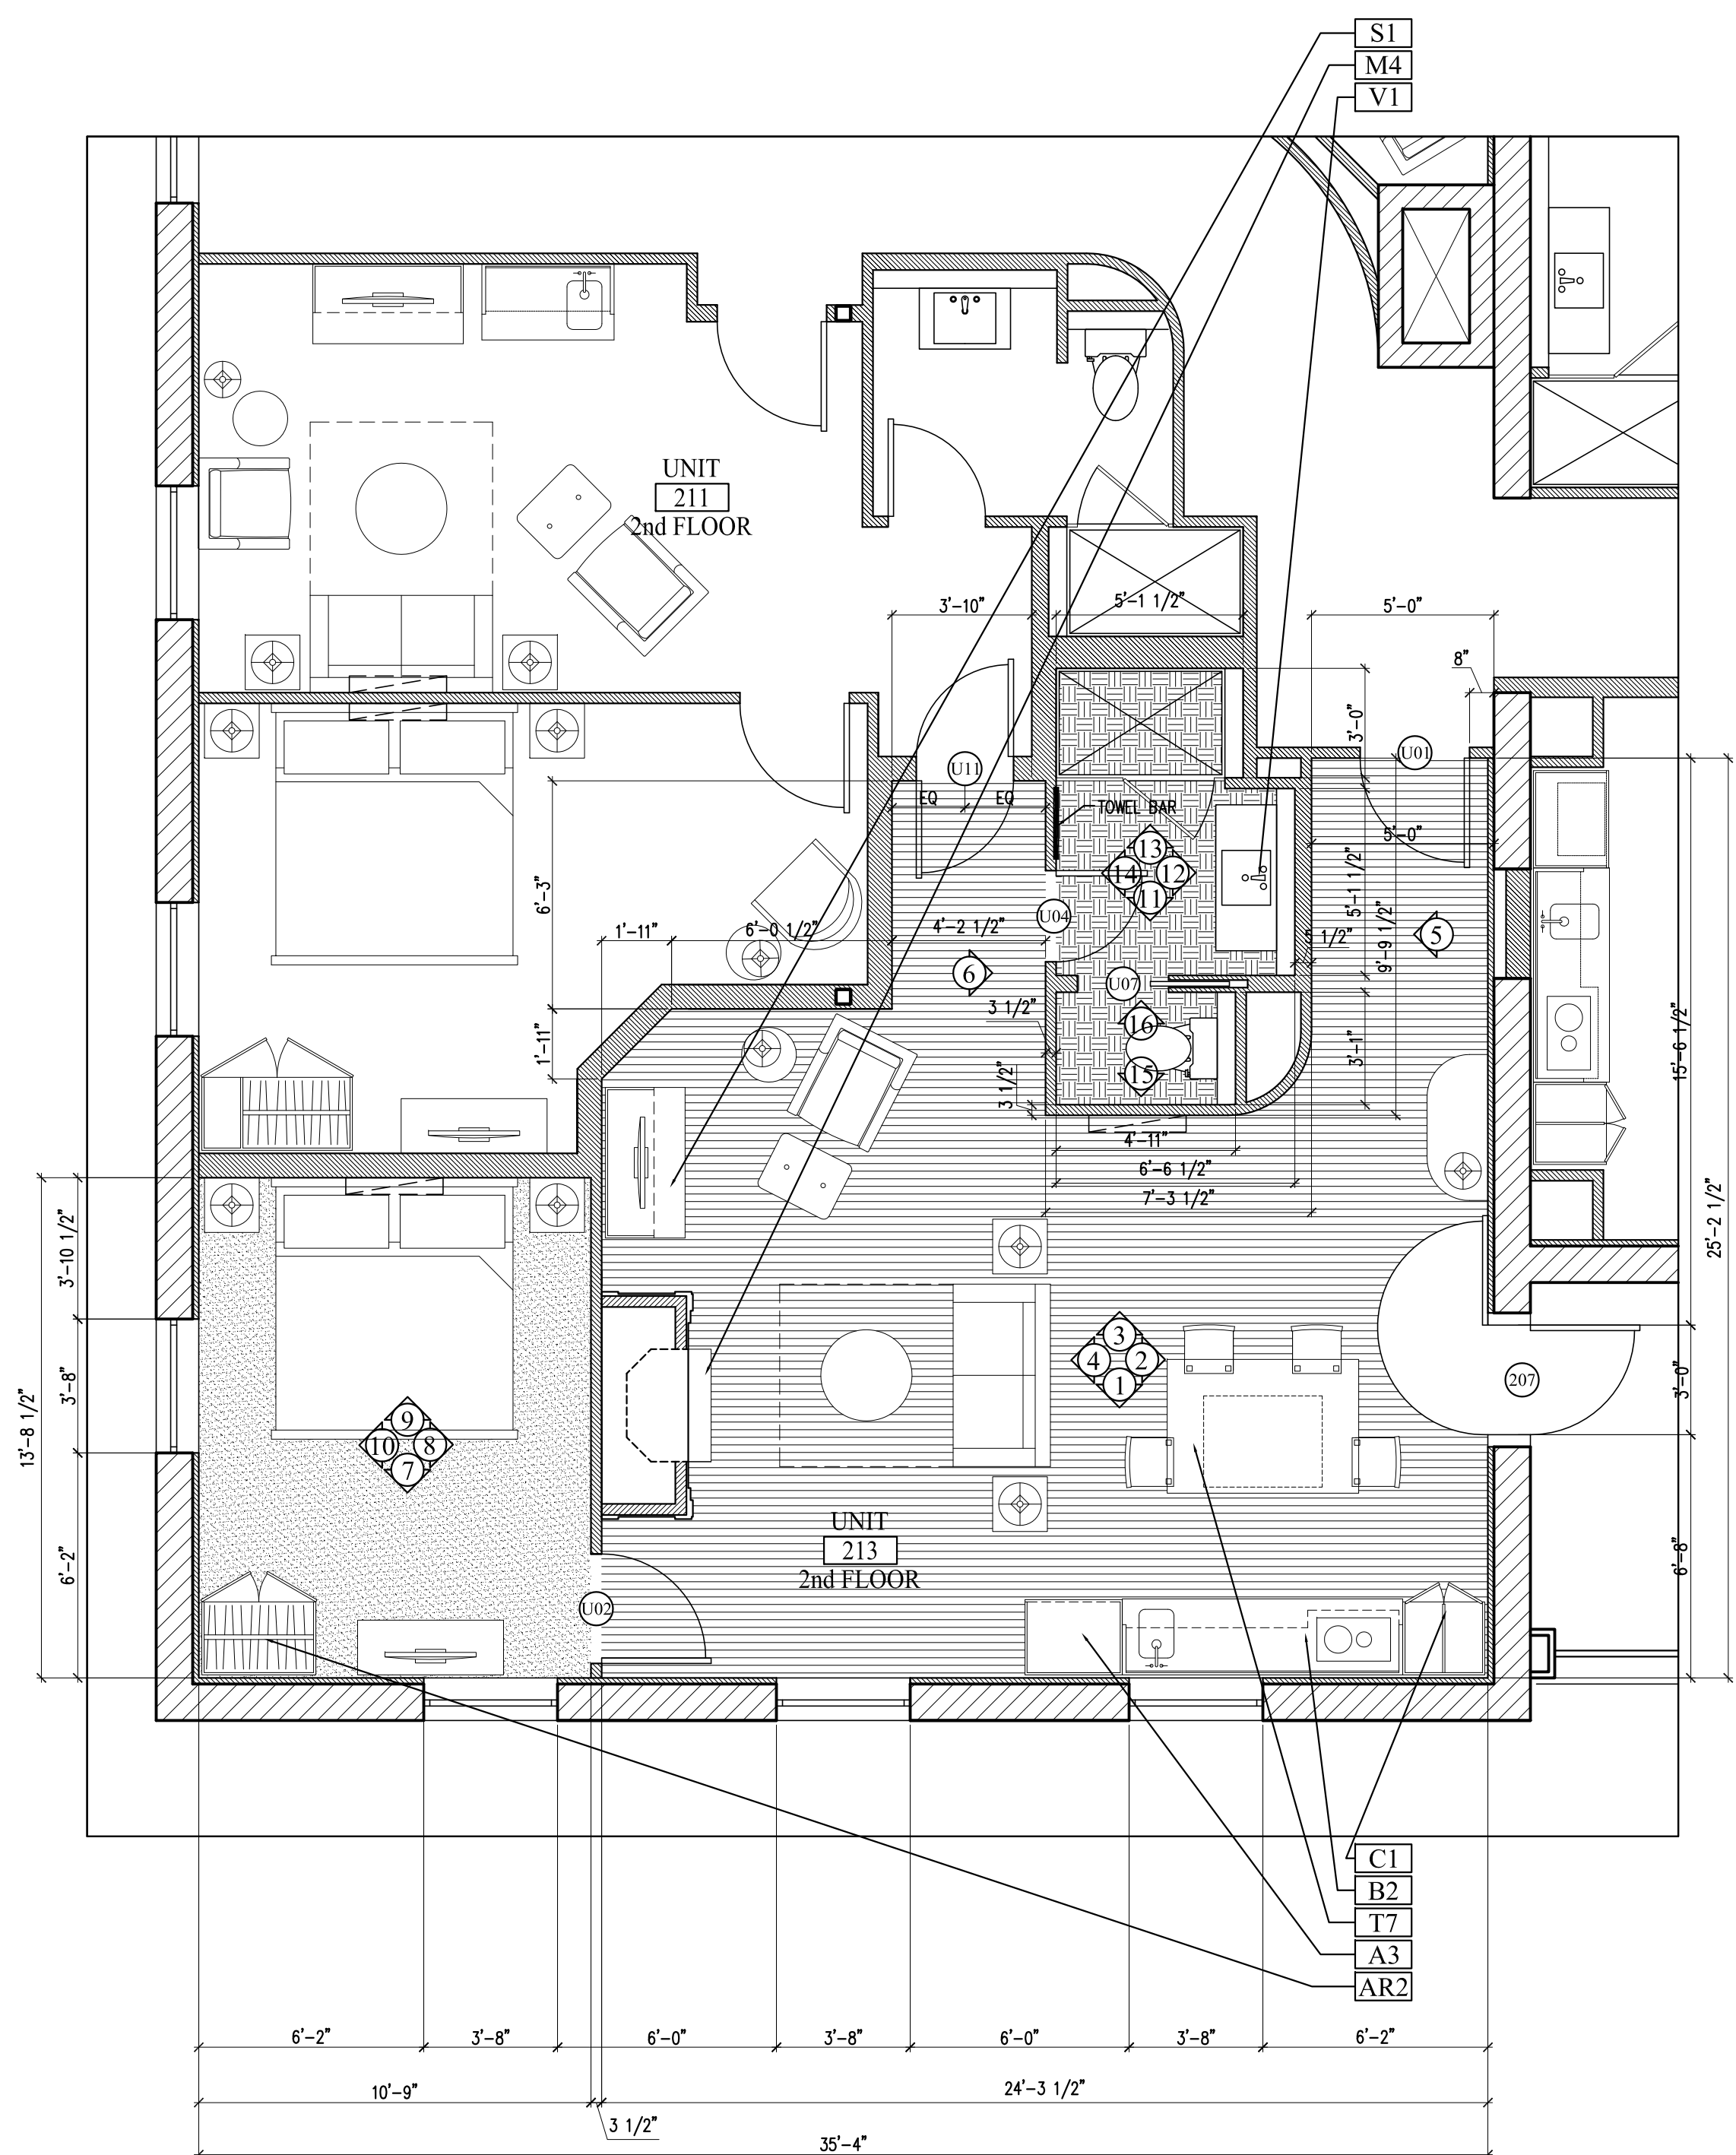 S1
M4
V1
UNIT
211
2nd FLOOR
3'-10"
5'-1 1/2"
5'-0"
8"
3'-0"
U01
U11
EQ
EQ
TOWEL BAR
5'-0"
13
14
12
11
5'-1 1/2"
9'-9 1/2"
6'-3"
1'-11"
6'-0 1/2"
4'-2 1/2"
U04
5 1/2"
5
6
U07
3 1/2"
16
15
1'-11"
3'-1"
15'-6 1/2"
3 1/2"
4'-11"
6'-6 1/2"
7'-3 1/2"
25'-2 1/2"
3'-10 1/2"
3'-8"
13'-8 1/2"
6'-2"
3
4
2
1
207
3'-0"
9
10
8
7
6'-8"
UNIT
213
2nd FLOOR
U02
C1
B2
T7
A3
AR2
6'-2"
3'-8"
6'-0"
3'-8"
6'-0"
3'-8"
6'-2"
10'-9"
24'-3 1/2"
3 1/2"
35'-4"